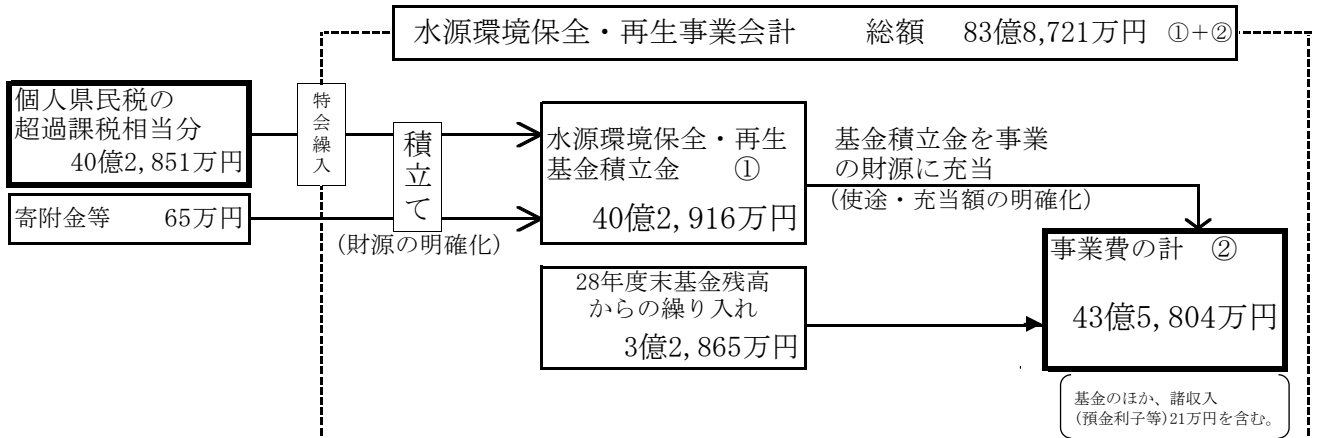 水源環境保全・再生事業会計　　総額　83億8,721万円 ①+②
個人県民税の
超過課税相当分
40億2,851万円
寄附金等　　65万円
特会繰入
積立て
(財源の明確化)
水源環境保全・再生
基金積立金　　①
40億2,916万円
基金積立金を事業
の財源に充当
(使途・充当額の明確化)
28年度末基金残高
からの繰り入れ
3億2,865万円
事業費の計　②
43億5,804万円
基金のほか、諸収入
(預金利子等)21万円を含む。